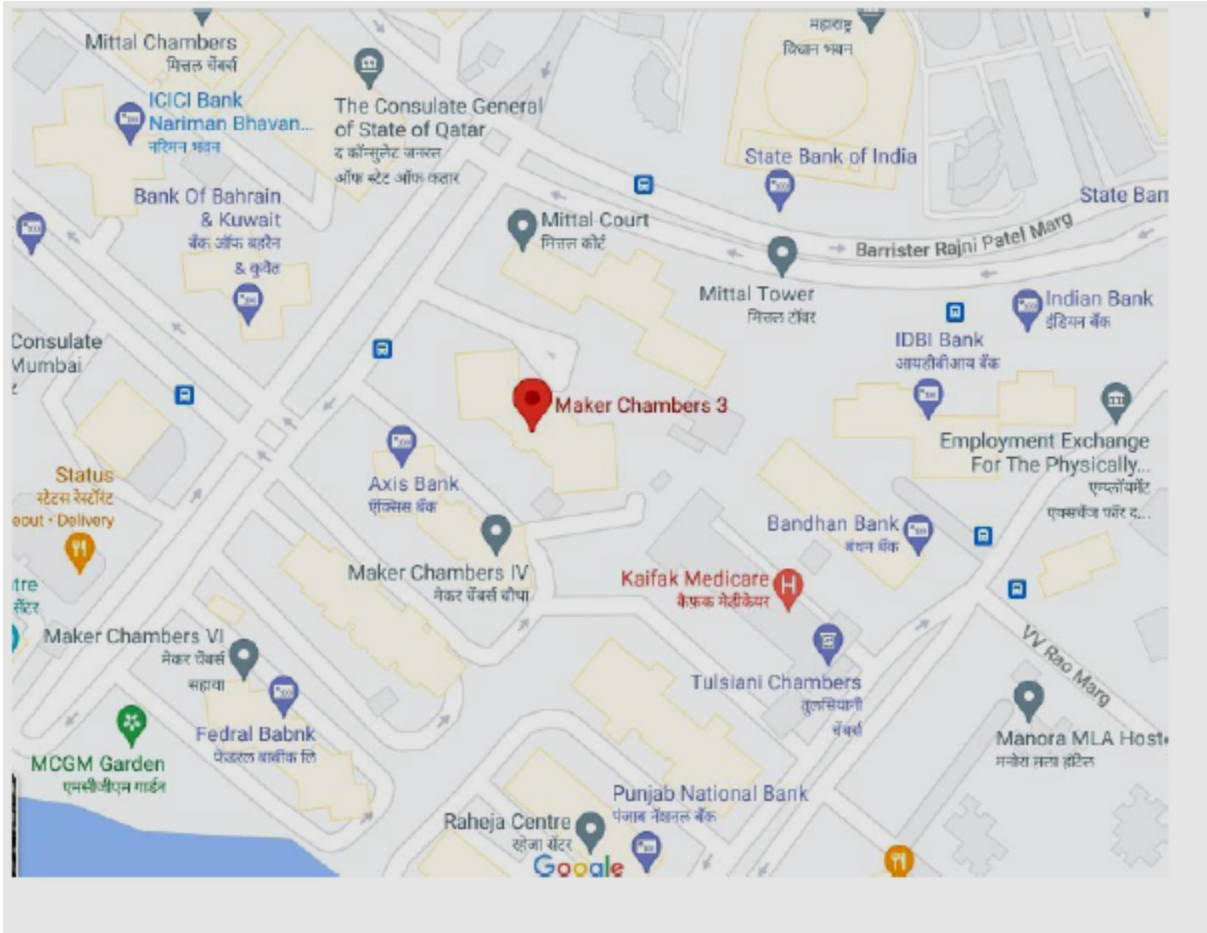 Mittal Chambers
मित्तल चेंबर्स
महाराष्ट्र
विधान भवन
ICICI Bank
Nariman Bhavan...
नरिमन भवन
The Consulate General
of State of Qatar
द कॉन्सुलेट जनरल
ऑफ स्टेट ऑफ कतार
State Bank of India
Bank Of Bahrain
& Kuwait
बँक ऑफ बहरैन
& कुवैत
State Ban
Mittal Court
मित्तल कोर्ट
Barrister Rajni Patel Marg
Mittal Tower
मित्तल टॉवर
Indian Bank
इंडियन बँक
Consulate
Mumbai
IDBI Bank
आयडीबीआय बँक
Maker Chambers 3
Employment Exchange
For The Physically...
एम्प्लॉयमेंट
एक्सचेंज फॉर द...
Status
स्टेटस रेस्टॉरंट
eout • Delivery
Axis Bank
ऍक्सिस बँक
Bandhan Bank
बंधन बँक
Maker Chambers IV
मेकर चेंबर्स चौथा
Kaifak Medicare
कैफक मेडीकेयर
tre
सेंटर
Maker Chambers VI
मेकर चेंबर्स
सहावा
VV Rao Marg
Tulsiani Chambers
तुलसियानी
चेंबर्स
Fedral Babnk
फेडरल बाबींक लि
Manora MLA Host
मनोरा मला हॉटेल
MCGM Garden
एमसीजीएम गार्डन
Punjab National Bank
पंजाब नॅशनल बँक
Raheja Centre
रहेजा सेंटर
Google